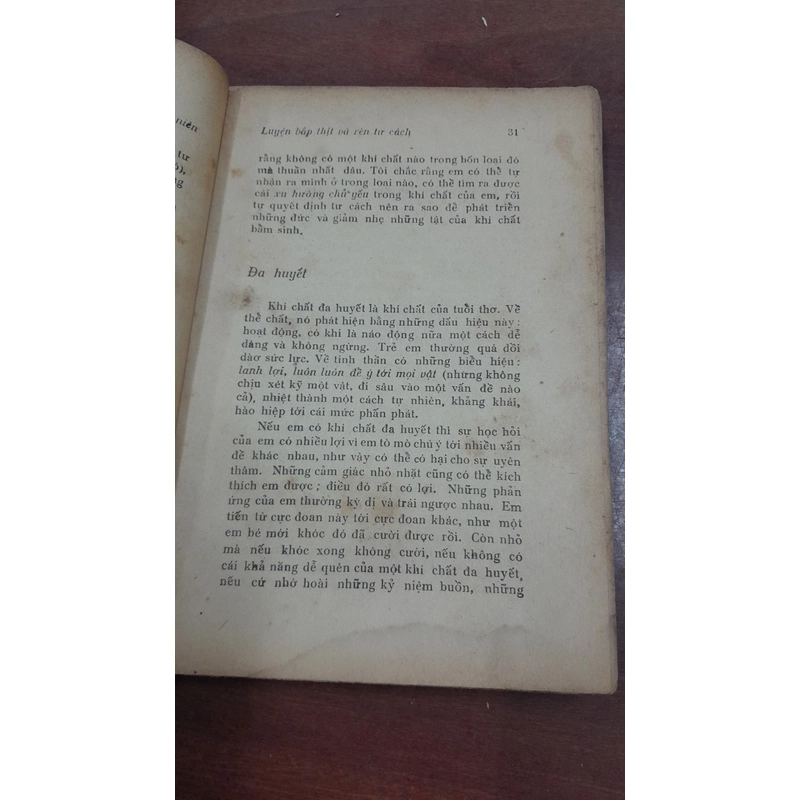 niên
tư
ó),
ng
Luyện bắp thịt và rèn tư cách 31
rằng không có một khí chất nào trong bốn loại đó
mà thuần nhất đâu. Tôi chắc rằng em có thể tự
nhận ra mình ở trong loại nào, có thể tìm ra được
cái xu hướng chủ yếu trong khí chất của em, rồi
tự quyết định tư cách nên ra sao để phát triển
những đức và giảm nhẹ những tật của khí chất
bẩm sinh.
Đa huyết
Khí chất đa huyết là khí chất của tuổi thơ. Về
thể chất, nó phát hiện bằng những dấu hiệu này :
hoạt động, có khi là náo động nữa một cách dễ
dàng và không ngừng. Trẻ em thường quá dồi
dào sức lực. Về tinh thần có những biểu hiệu :
lanh lợi, luôn luôn để ý tới mọi vật (nhưng không
chịu xét kỹ một vật, đi sâu vào một vấn đề nào
cả), nhiệt thành một cách tự nhiên, khảng khái,
hào hiệp tới cái mức phấn phát.
Nếu em có khí chất đa huyết thì sự học hỏi
của em có nhiều lợi vì em tò mò chú ý tới nhiều vấn
đề khác nhau, như vậy có thể có hại cho sự uyên
thâm. Những cảm giác nhỏ nhặt cũng có thể kích
thích em được ; điều đó rất có lợi. Những phản
ứng của em thường kỳ dị và trái ngược nhau. Em
tiến từ cực đoan này tới cực đoan khác, như một
em bé mới khóc đó đã cười được rồi. Còn nhỏ
mà nếu khóc xong không cười, nếu không có
cái khả năng dễ quên của một khí chất đa huyết,
nếu cứ nhớ hoài những kỷ niệm buồn, những